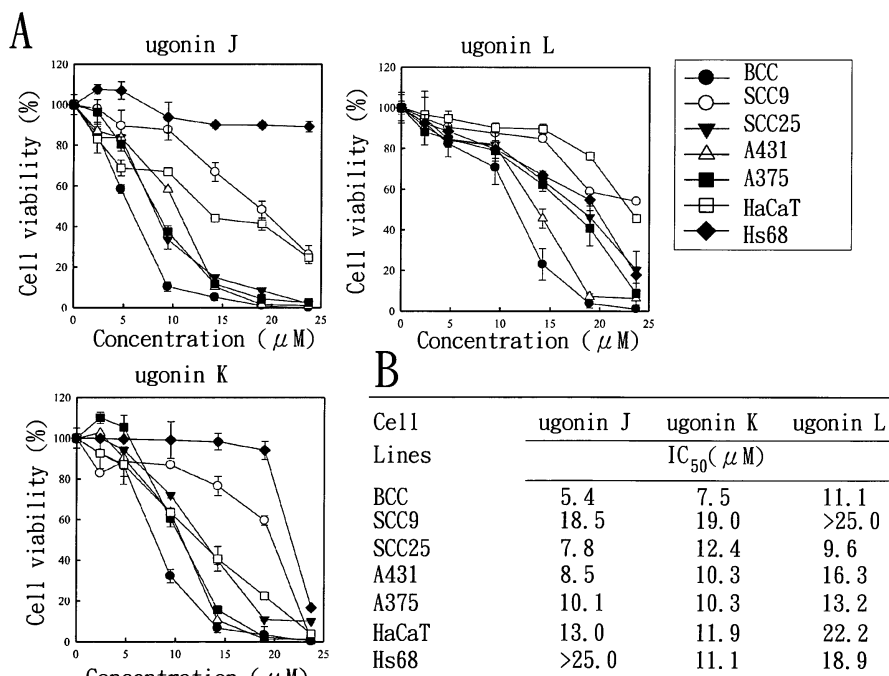 A
ugonin J
Cell viability (%)
120
100
80
60
40
20
0
0 5 10 15 20 25
Concentration ( μ M)
ugonin L
Cell viability (%)
120
100
80
60
40
20
0
0 5 10 15 20 25
Concentration ( μ M)
BCC
SCC9
SCC25
A431
A375
HaCaT
Hs68
ugonin K
Cell viability (%)
120
100
80
60
40
20
0
0 5 10 15 20 25
Concentration ( μ M)
B
Cell ugonin J ugonin K ugonin L
Lines IC50(μ M)
BCC 5.4 7.5 11.1
SCC9 18.5 19.0 >25.0
SCC25 7.8 12.4 9.6
A431 8.5 10.3 16.3
A375 10.1 10.3 13.2
HaCaT 13.0 11.9 22.2
Hs68 >25.0 11.1 18.9